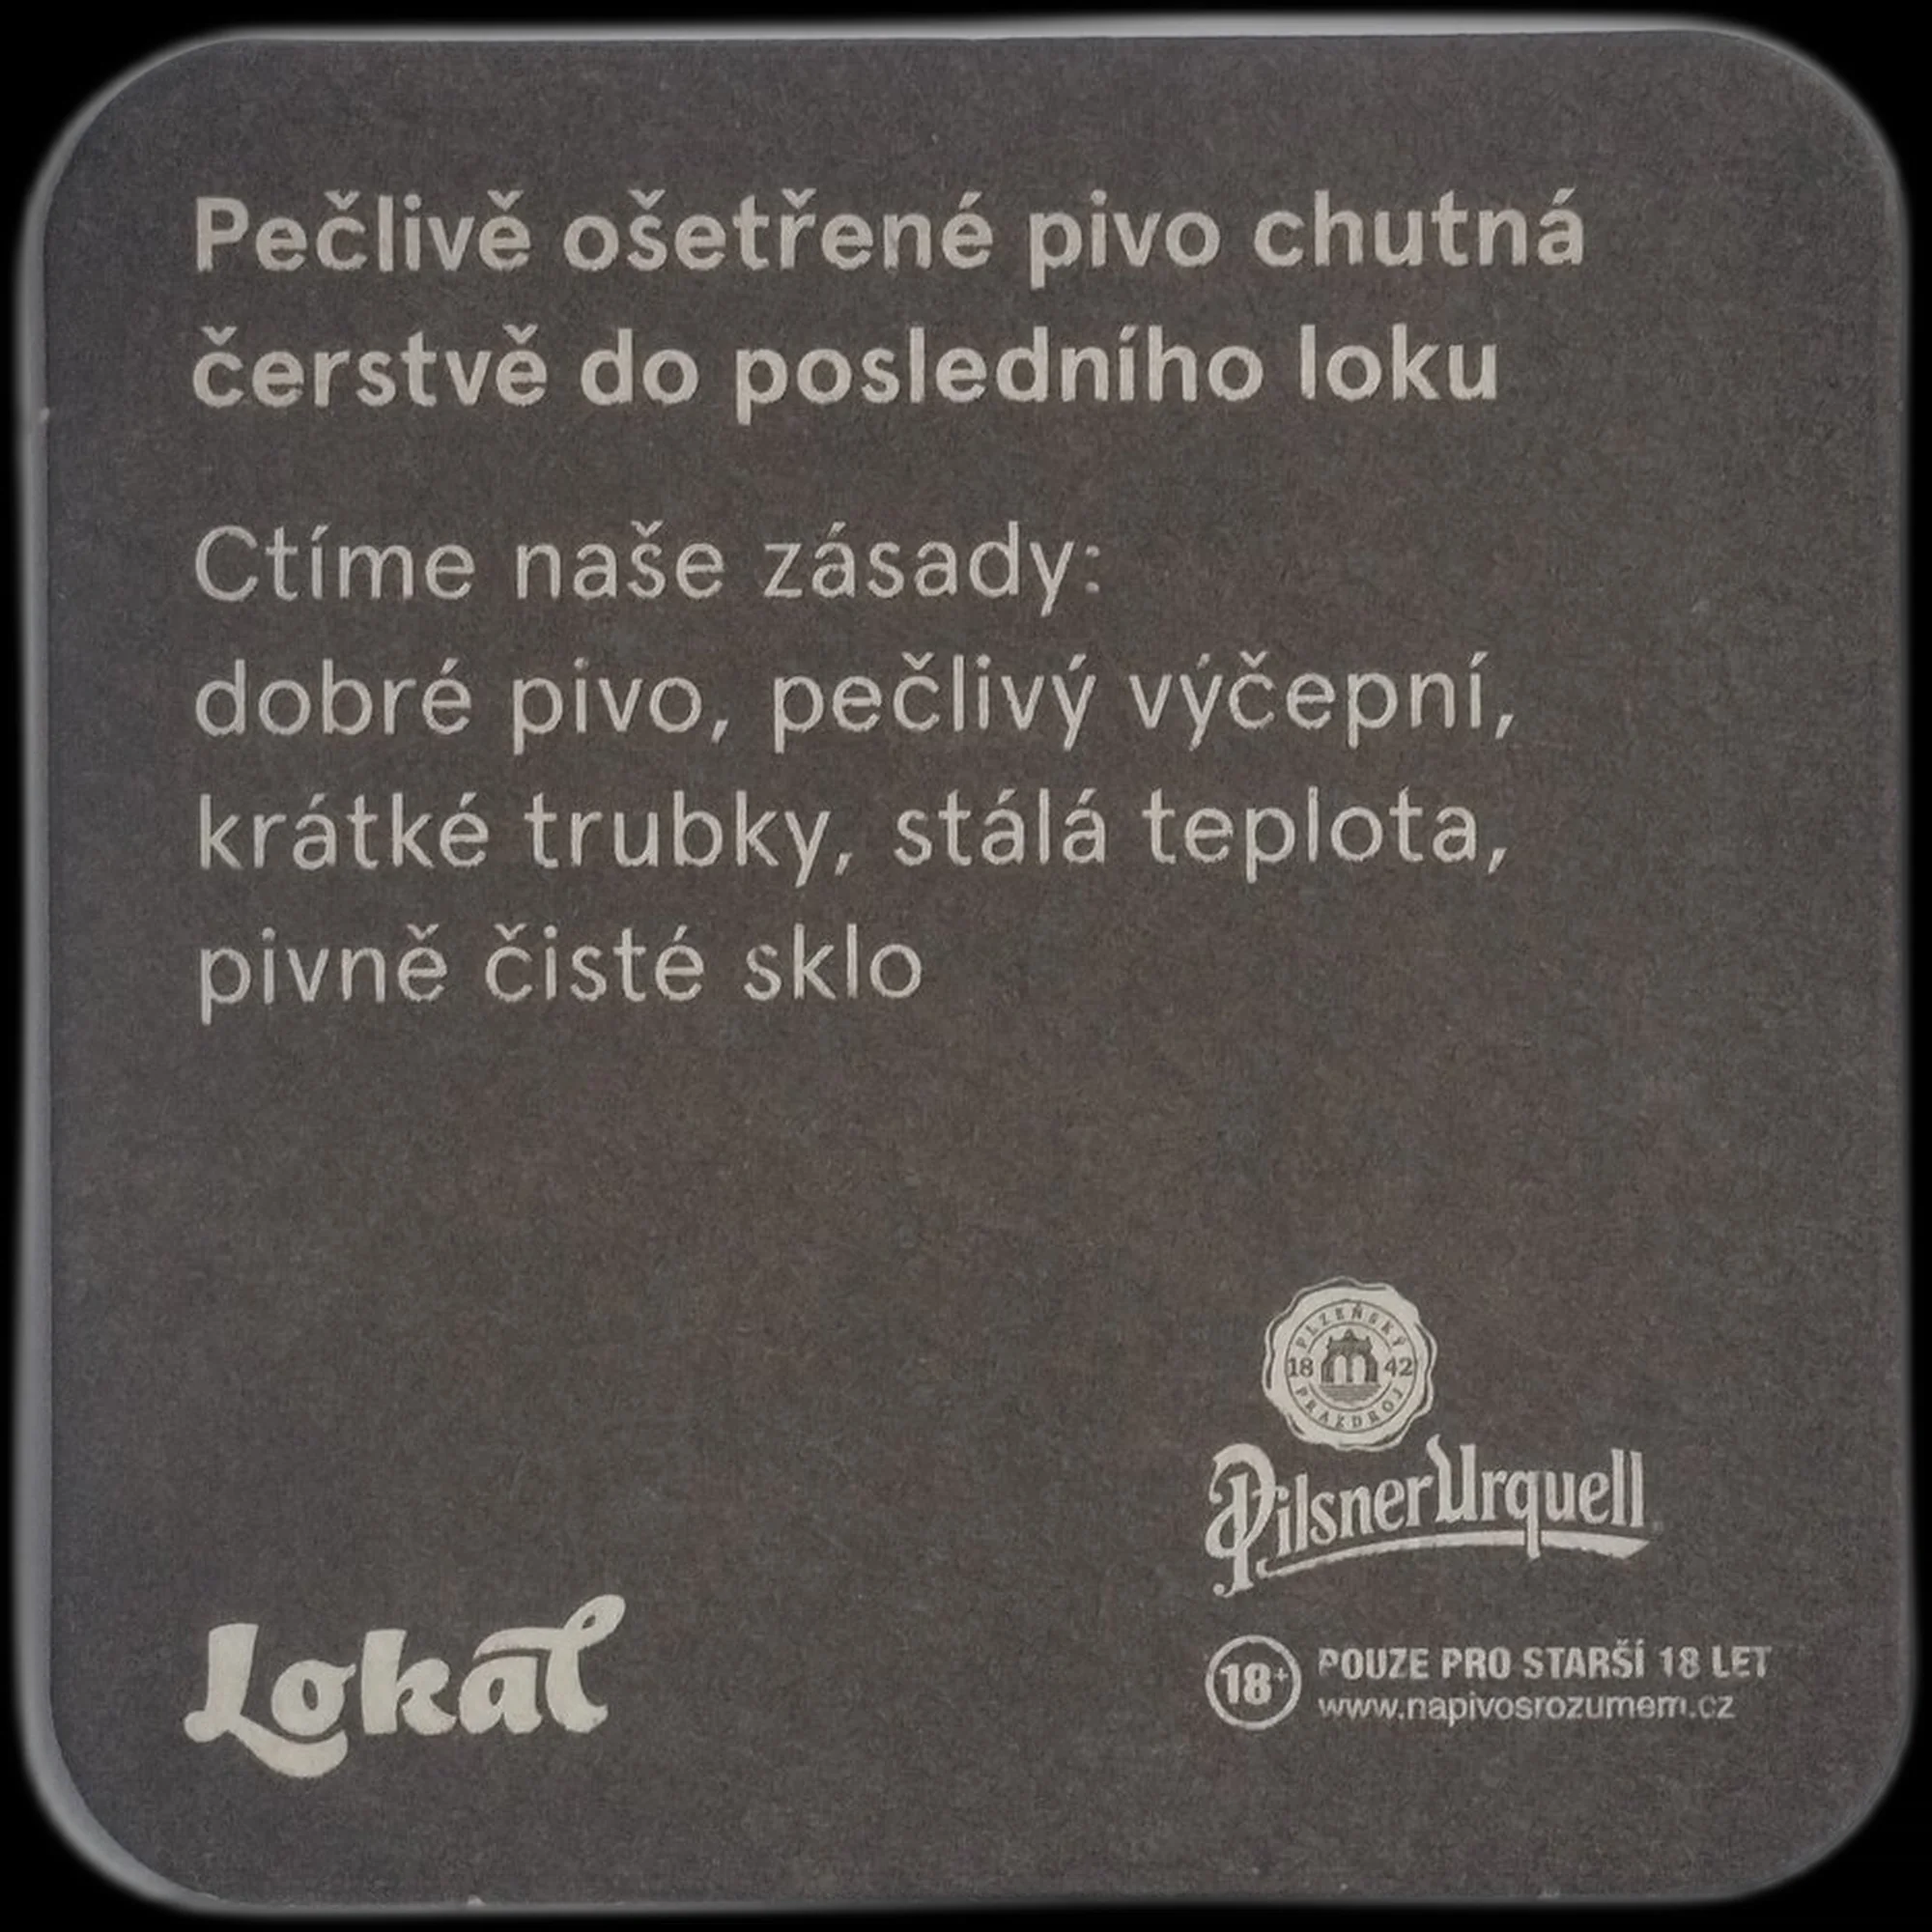 Pečlivě ošetřené pivo chutná
čerstvě do posledního loku
Ctíme naše zásady:
dobré pivo, pečlivý výčepní,
krátké trubky, stálá teplota,
pivně čisté sklo
PLZEŇSKÝ
18 42
PRAZDROJ
Pilsner Urquell
Lokál
18+ POUZE PRO STARŠÍ 18 LET
www.napivosrozumem.cz